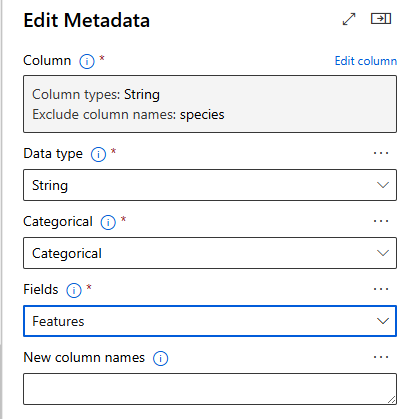 Edit Metadata
Column *
Edit column
Column types: String
Exclude column names: species
Data type *
String
Categorical *
Categorical
Fields *
Features
New column names